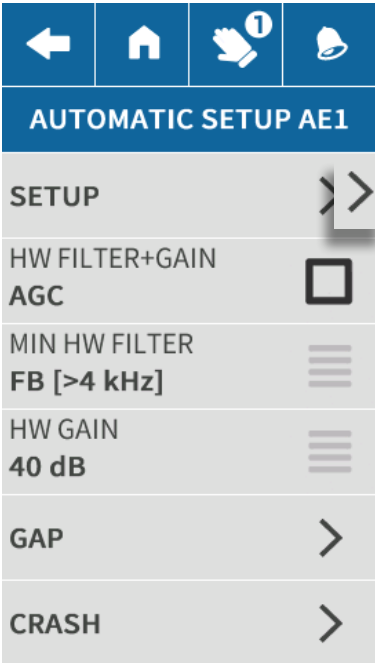 1
AUTOMATIC SETUP AE1
SETUP
HW FILTER+GAIN
AGC
MIN HW FILTER
FB [>4 kHz]
HW GAIN
40 dB
GAP
CRASH